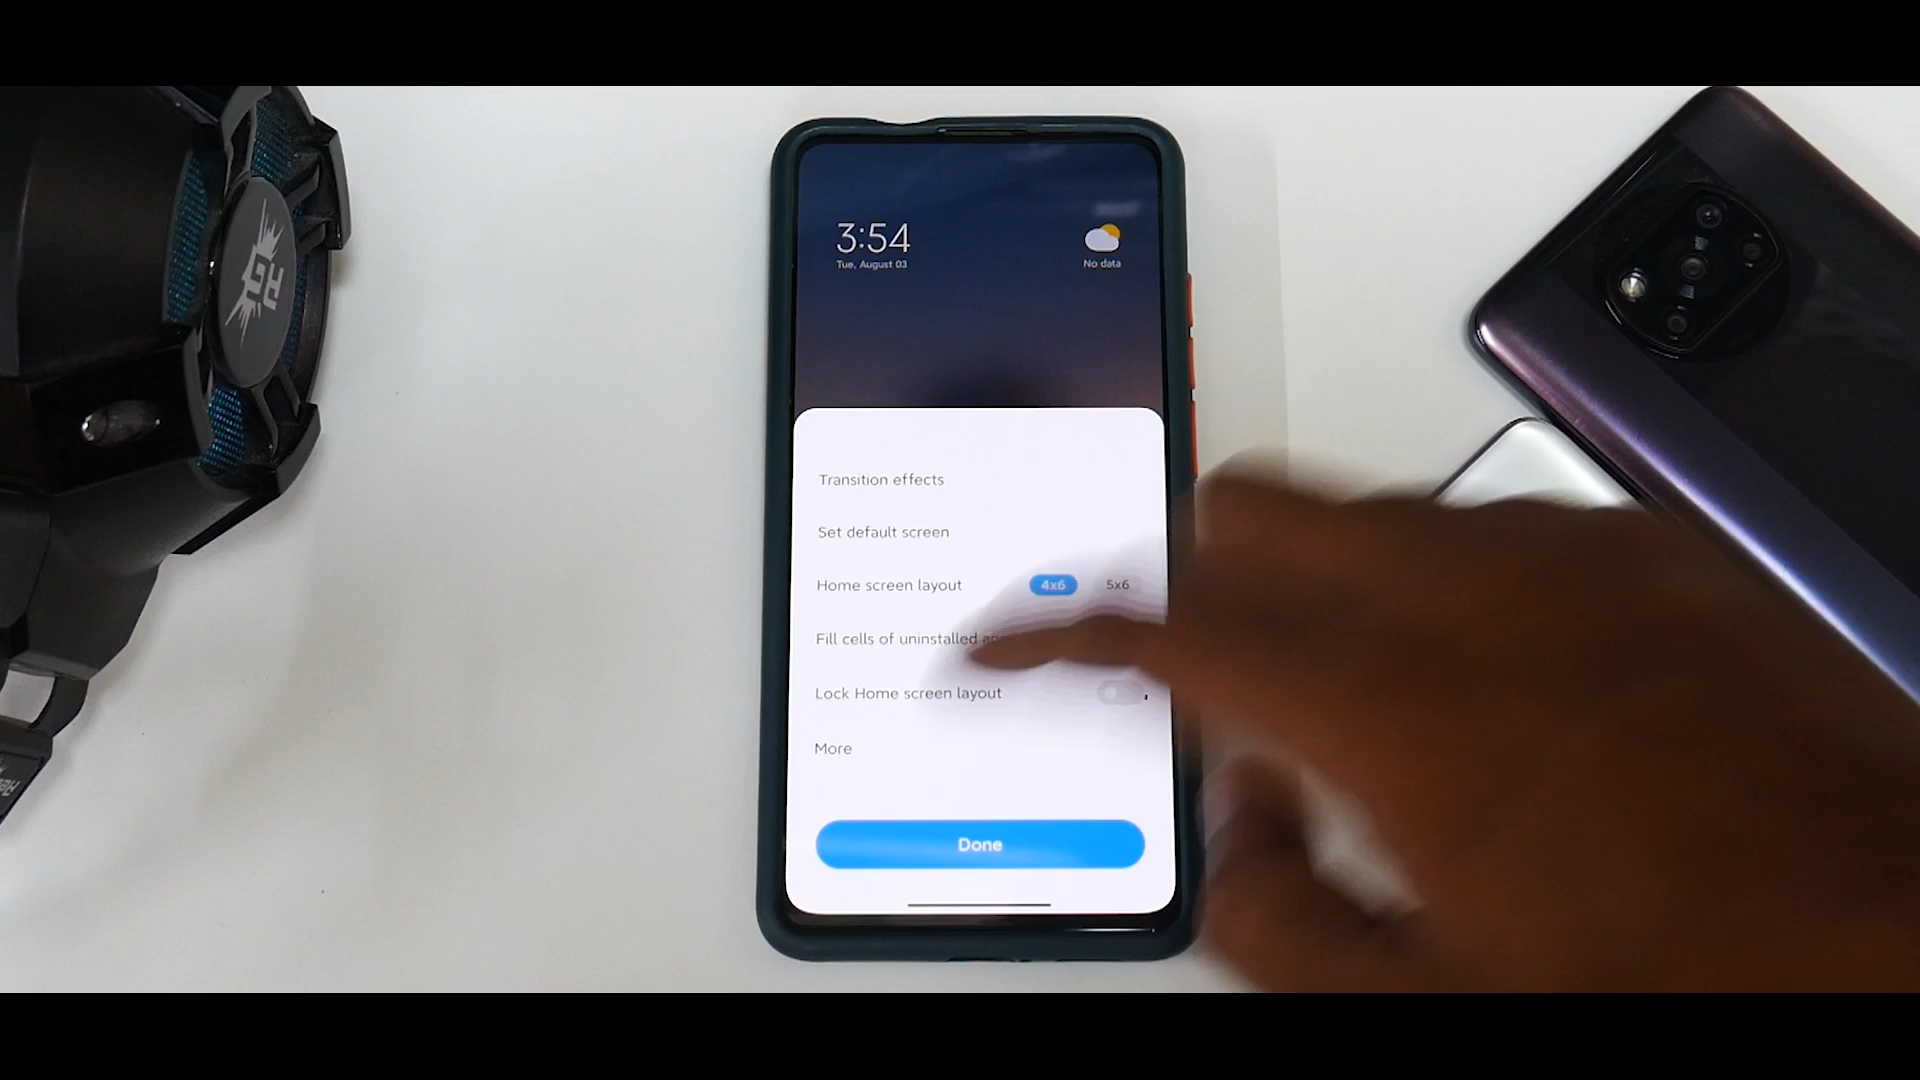 3:54
Tue, August 03
No data
Transition effects
Set default screen
Home screen layout 4x6 5x6
Fill cells of uninstalled
Lock Home screen layout
More
Done